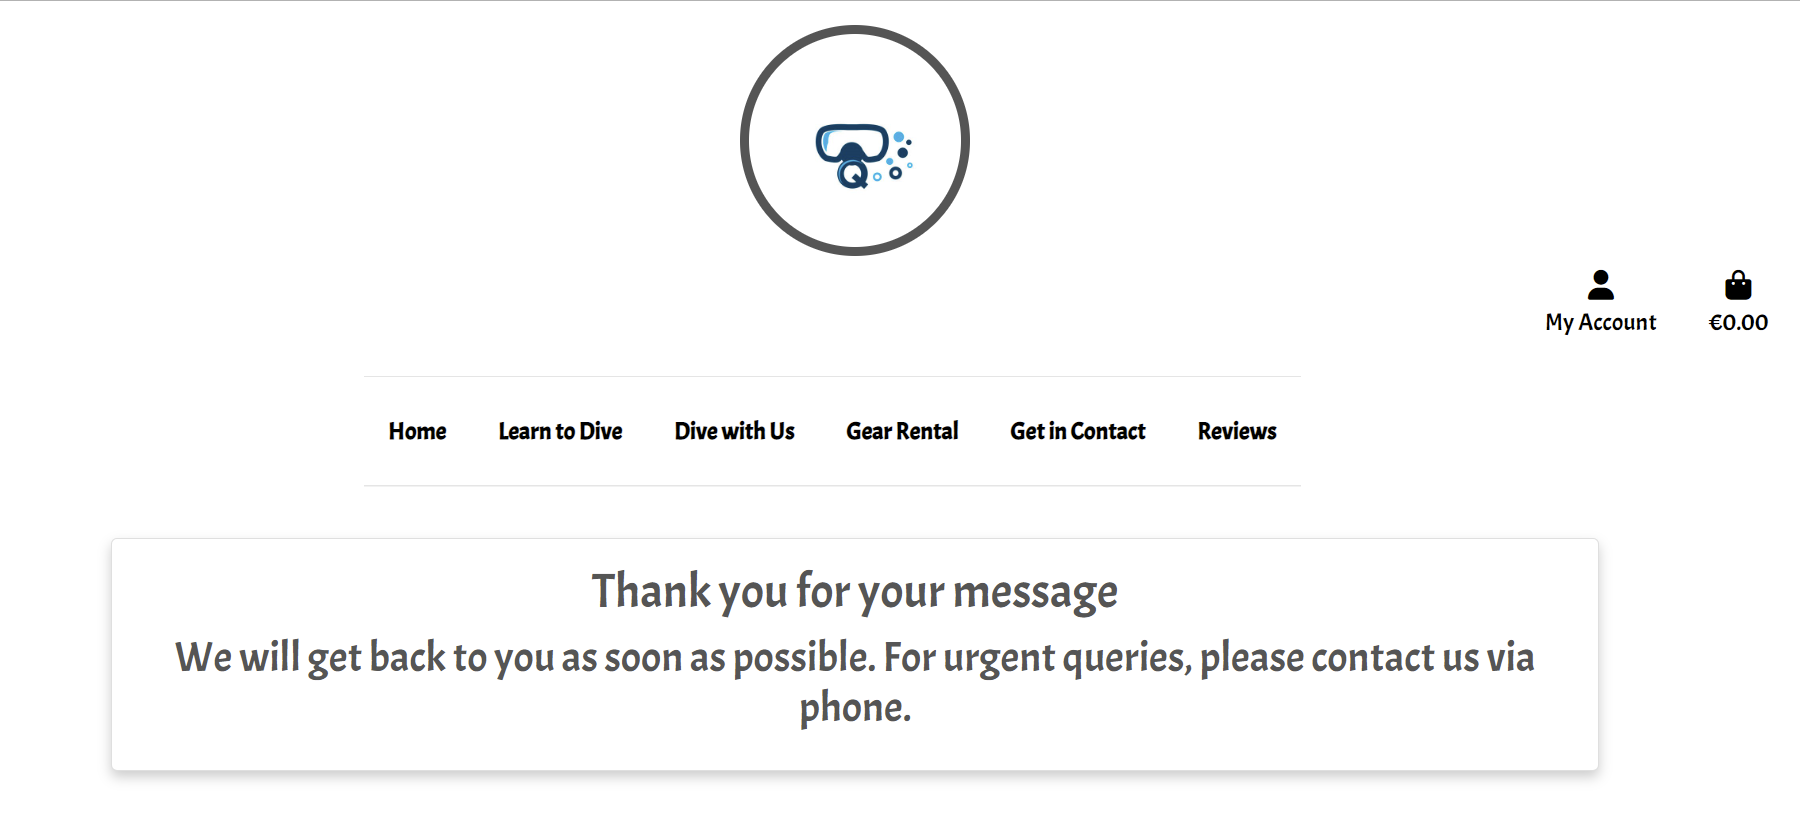 Q
My Account
€0.00
Home Learn to Dive Dive with Us Gear Rental Get in Contact Reviews
Thank you for your message
We will get back to you as soon as possible. For urgent queries, please contact us via
phone.